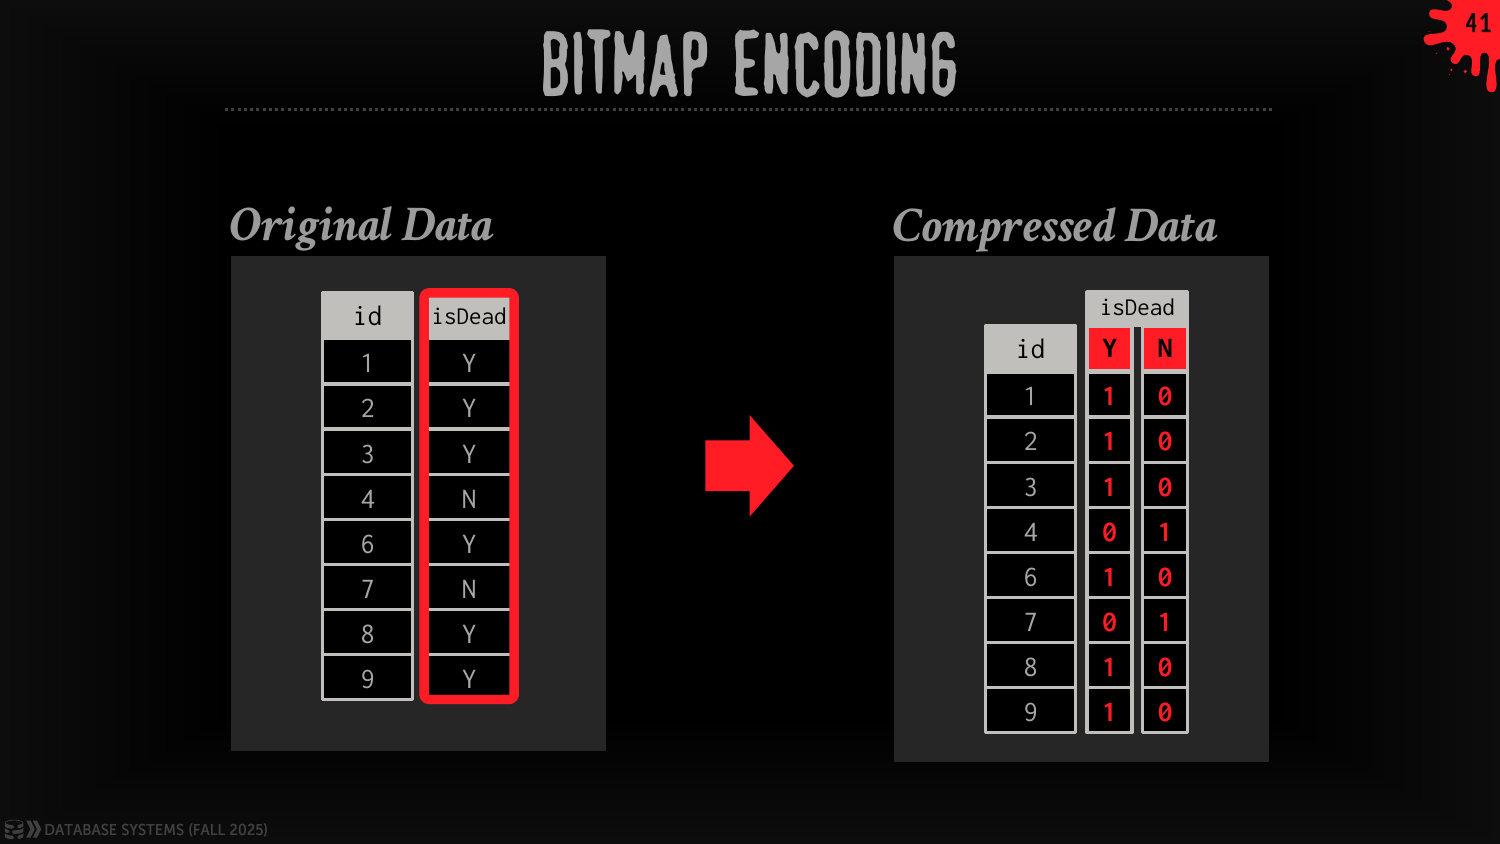 41
BITMAP ENCODING
Original Data
id isDead
1 Y
2 Y
3 Y
4 N
6 Y
7 N
8 Y
9 Y
Compressed Data
isDead
id Y N
1 1 0
2 1 0
3 1 0
4 0 1
6 1 0
7 0 1
8 1 0
9 1 0
DATABASE SYSTEMS (FALL 2025)